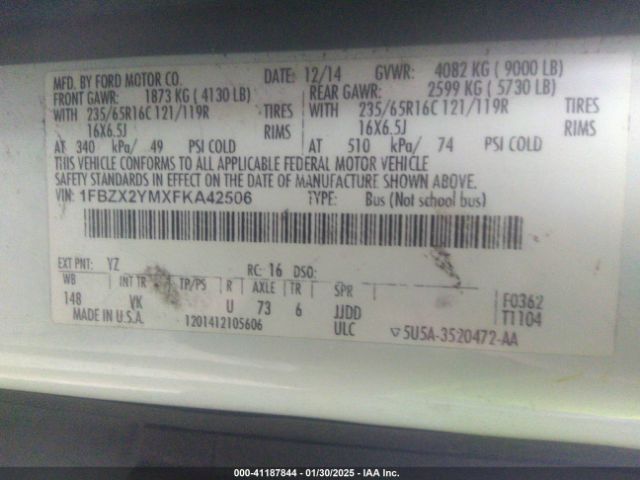 MFD. BY FORD MOTOR CO. DATE: 12/14 GVWR: 4082 KG ( 9000 LB)
FRONT GAWR: 1873 KG ( 4130 LB) REAR GAWR: 2599 KG ( 5730 LB)
WITH 235/65R16C 121/119R TIRES WITH 235/65R16C 121/119R TIRES
16X6.5J RIMS 16X6.5J RIMS
AT 340 kPa/ 49 PSI COLD AT 510 kPa/ 74 PSI COLD
THIS VEHICLE CONFORMS TO ALL APPLICABLE FEDERAL MOTOR VEHICLE
SAFETY STANDARDS IN EFFECT ON THE DATE OF MANUFACTURE SHOWN ABOVE.
VIN: 1FBZX2YMXFKA42506 TYPE: Bus (Not school bus)
EXT PNT: YZ RC: 16 DSO:
WB INT TR TP/PS R AXLE TR SPR
148 VK U 73 6 JJDD F0362
MADE IN U.S.A. 1201412105606 ULC T1104
▽5U5A-3520472-AA
000-41187844 | 01/30/2025 - IAA Inc.